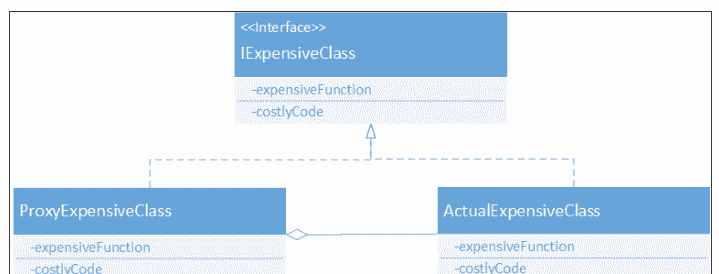 <<Interface>>
IExpensiveClass
-expensiveFunction
-costlyCode
ProxyExpensiveClass
ActualExpensiveClass
-expensiveFunction
-expensiveFunction
-costlyCode
-costlyCode